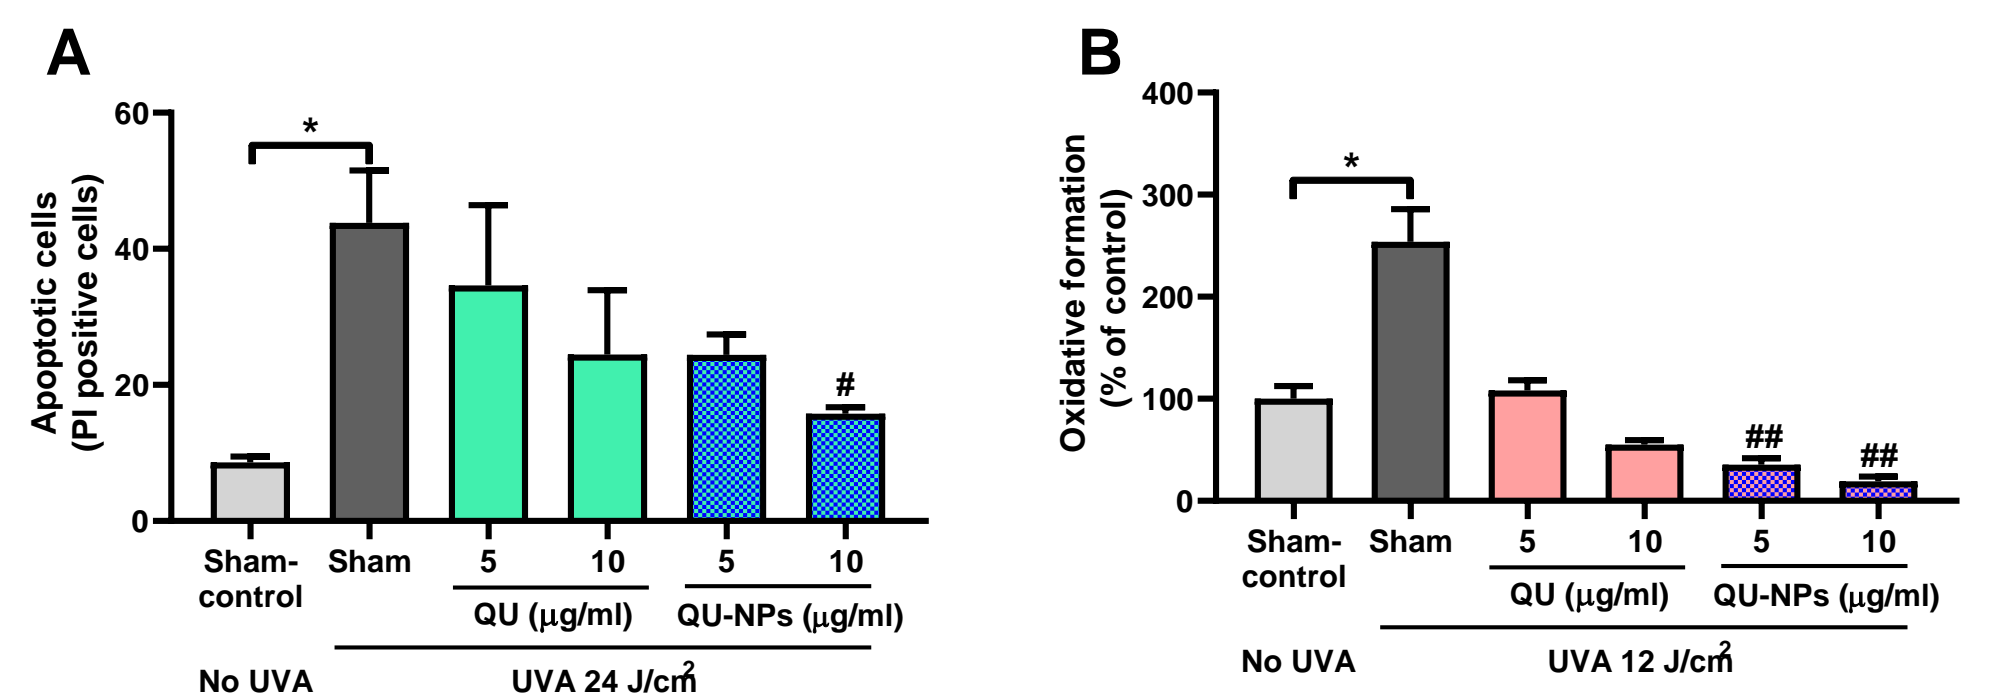 A
60
40
20
0
Apoptotic cells
(PI positive cells)
*
#
Sham-
control
Sham
5
10
5
10
QU (μg/ml)
QU-NPs (μg/ml)
No UVA
UVA 24 J/cm²
B
400
300
200
100
0
Oxidative formation
(% of control)
*
##
##
Sham-
control
Sham
5
10
5
10
QU (μg/ml)
QU-NPs (μg/ml)
No UVA
UVA 12 J/cm²